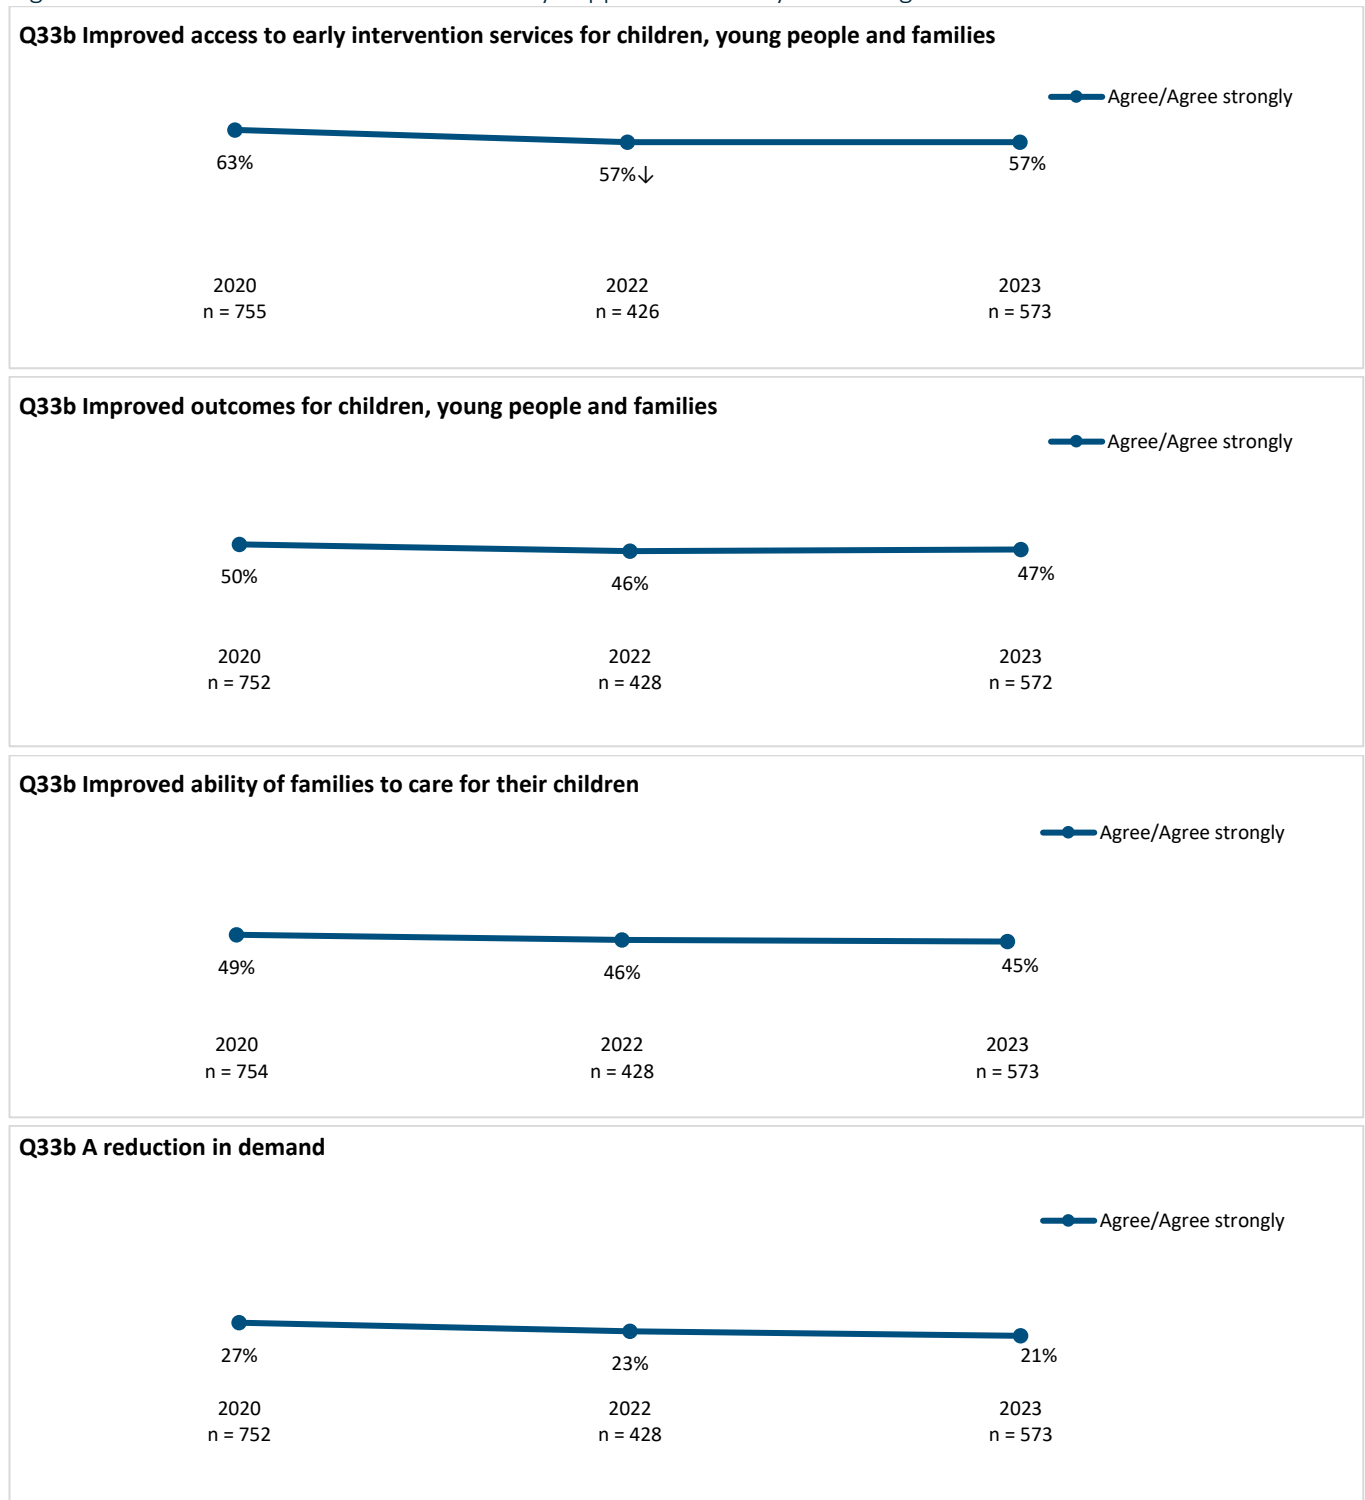 Q33b Improved access to early intervention services for children, young people and families
Agree/Agree strongly
63%
57%↓
57%
2020
2022
2023
n = 755
n = 426
n = 573
Q33b Improved outcomes for children, young people and families
Agree/Agree strongly
50%
46%
47%
2020
2022
2023
n = 752
n = 428
n = 572
Q33b Improved ability of families to care for their children
Agree/Agree strongly
49%
46%
45%
2020
2022
2023
n = 754
n = 428
n = 573
Q33b A reduction in demand
Agree/Agree strongly
27%
23%
21%
2020
2022
2023
n = 752
n = 428
n = 573